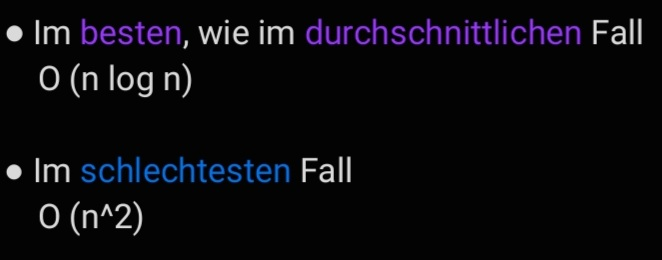 ● Im besten, wie im durchschnittlichen Fall
O (n log n)
● Im schlechtesten Fall
O (n^2)